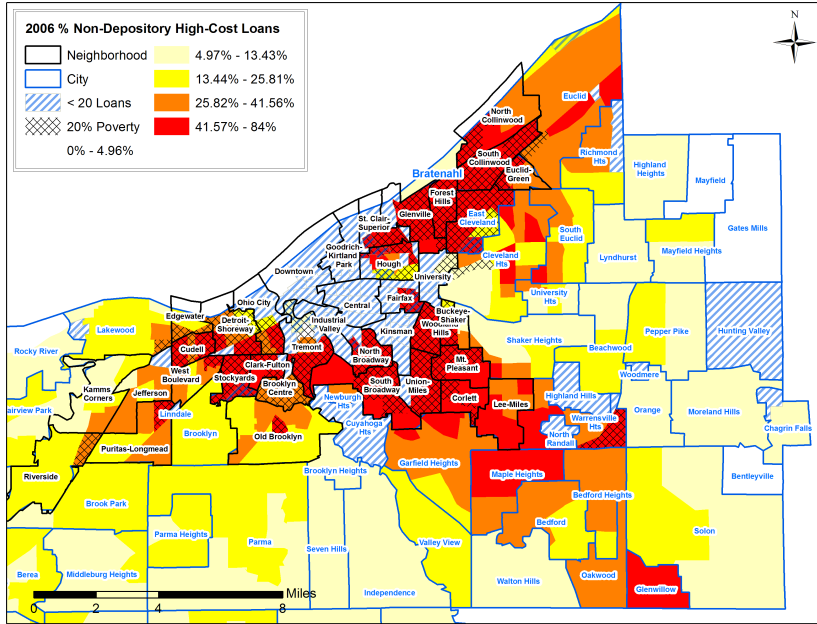 2006 % Non-Depository High-Cost Loans
Neighborhood
City
< 20 Loans
20% Poverty
0% - 4.96%
4.97% - 13.43%
13.44% - 25.81%
25.82% - 41.56%
41.57% - 84%
N
Euclid
North
Collinwood
South
Collinwood
Richmond
Hts
Euclid-
Green
Highland
Heights
Mayfield
Bratenahl
Forest
Hills
Glenville
East
Cleveland
St. Clair-
Superior
Gates Mills
South
Euclid
Mayfield Heights
Goodrich-
Kirtland
Park
Hough
Cleveland
Hts
Lyndhurst
Downtown
University
University
Hts
Central
Fairfax
Ohio City
Edgewater
Detroit-
Shoreway
Industrial
Valley
Buckeye-
Shaker
Woodland
Hills
Kinsman
Lakewood
Pepper Pike
Hunting Valley
Rocky River
Cudell
Tremont
North
Broadway
Shaker Heights
Beachwood
West
Boulevard
Clark-Fulton
Mt.
Pleasant
Woodmere
Stockyards
Brooklyn
Centre
South
Broadway
Union-
Miles
Kamms
Corners
Jefferson
Newburgh
Hts
Corlett
Lee-Miles
Highland Hills
Orange
Moreland Hills
airview Park
Linndale
Cuyahoga
Hts
Warrensville
Hts
Chagrin Falls
Brooklyn
Old Brooklyn
North
Randall
Puritas-Longmead
Garfield Heights
Brooklyn Heights
Riverside
Maple Heights
Bentleyville
Brook Park
Bedford Heights
Parma Heights
Parma
Seven Hills
Valley View
Bedford
Solon
Berea
Middleburg Heights
Walton Hills
Oakwood
Independence
Glenwillow
Miles
0 2 4 8